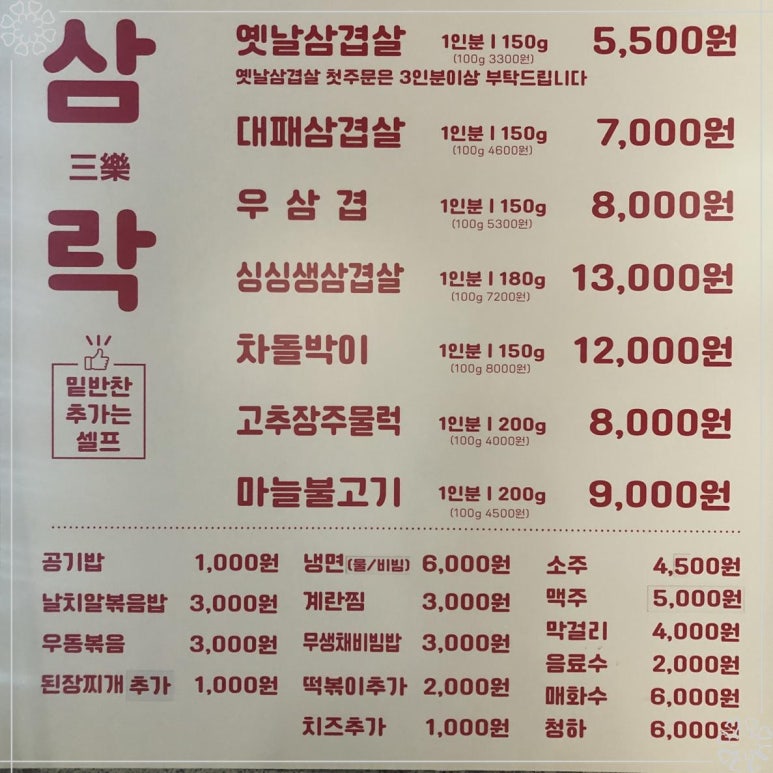 삼
三樂
락
밑반찬
추가는
셀프
옛날삼겹살 1인분 | 150g 5,500원
(100g 3300원)
옛날삼겹살 첫주문은 3인분이상 부탁드립니다
대패삼겹살 1인분 | 150g 7,000원
(100g 4600원)
우삼겹 1인분 | 150g 8,000원
(100g 5300원)
싱싱생삼겹살 1인분 | 180g 13,000원
(100g 7200원)
차돌박이 1인분 | 150g 12,000원
(100g 8000원)
고추장주물럭 1인분 | 200g 8,000원
(100g 4000원)
마늘불고기 1인분 | 200g 9,000원
(100g 4500원)
공기밥 1,000원
날치알볶음밥 3,000원
우동볶음 3,000원
된장찌개 추가 1,000원
냉면(물/비빔) 6,000원
계란찜 3,000원
무생채비빔밥 3,000원
떡볶이추가 2,000원
치즈추가 1,000원
소주 4,500원
맥주 5,000원
막걸리 4,000원
음료수 2,000원
매화수 6,000원
청하 6,000원